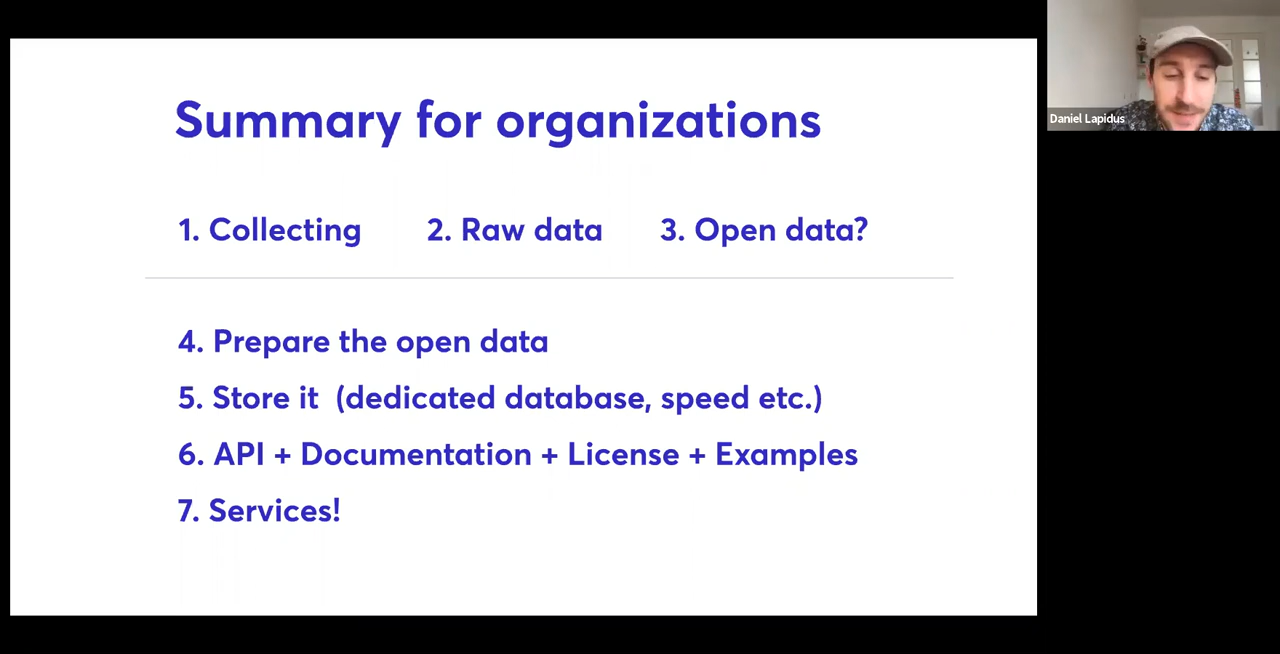 Summary for organizations
1. Collecting 2. Raw data 3. Open data?
4. Prepare the open data
5. Store it (dedicated database, speed etc.)
6. API + Documentation + License + Examples
7. Services!
Daniel Lapidus